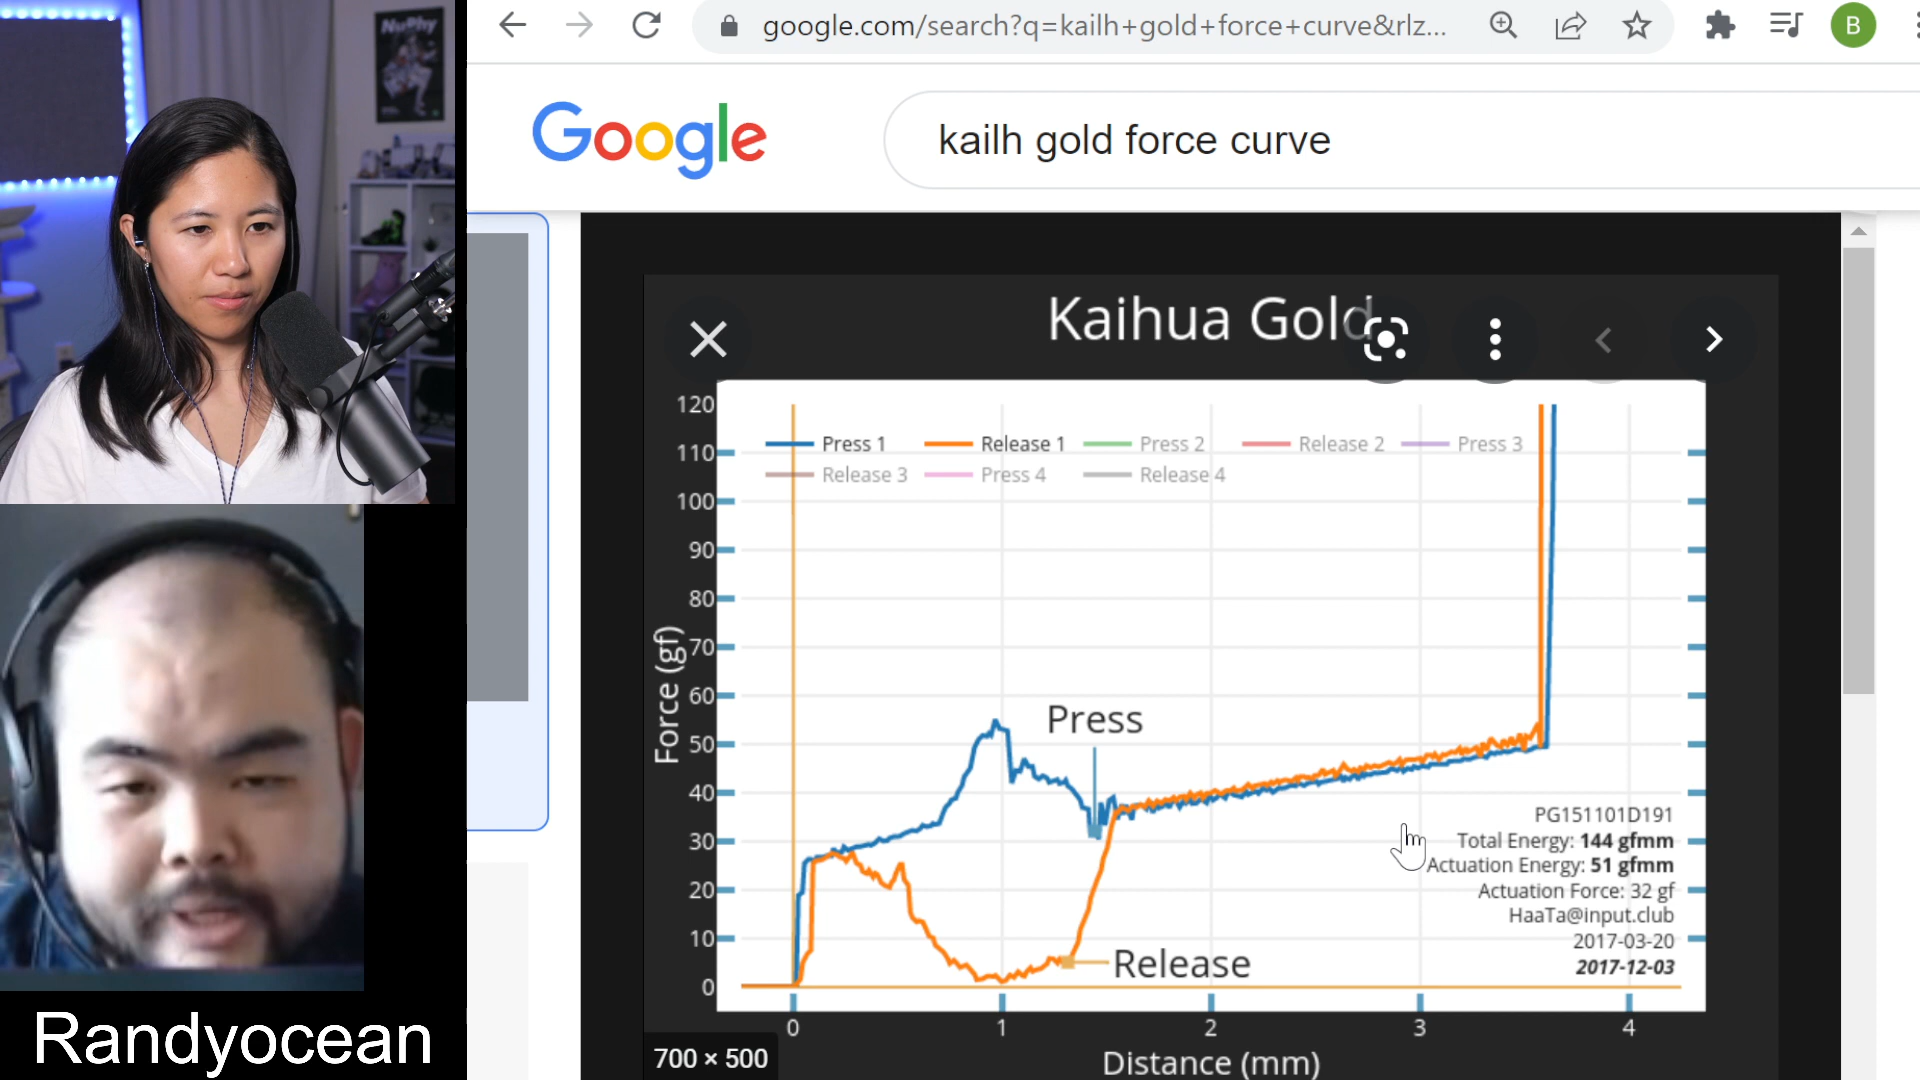 NuPhy
google.com/search?q=kailh+gold+force+curve&rlz...
B
Google
kailh gold force curve
Kaihua Gold
120
110
100
90
80
70
60
50
40
30
20
10
0
Force (gf)
Press 1 Release 1 Press 2 Release 2 Press 3
Release 3 Press 4 Release 4
Press
Release
PG151101D191
Total Energy: 144 gfmm
Actuation Energy: 51 gfmm
Actuation Force: 32 gf
HaaTa@input.club
2017-03-20
2017-12-03
0 1 2 3 4
Distance (mm)
700 × 500
Randyocean